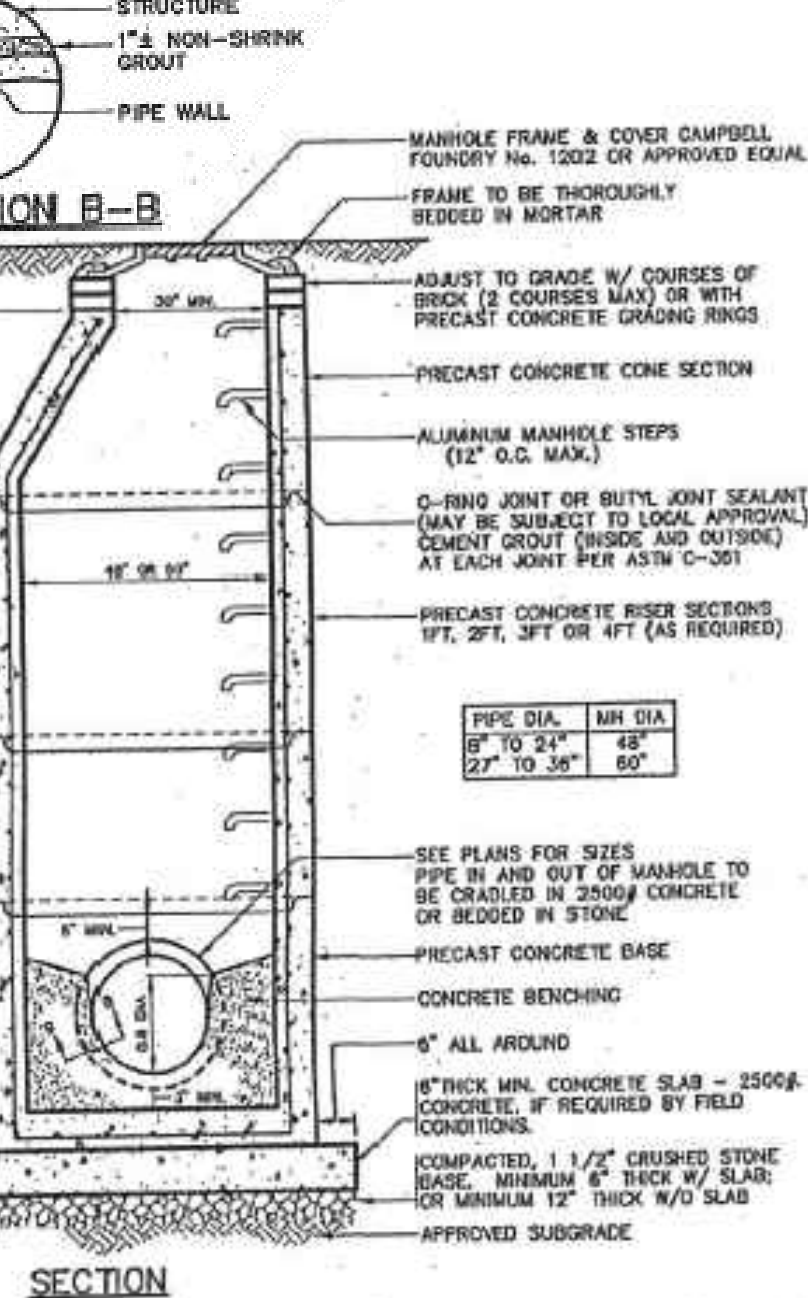 STRUCTURE
1"± NON-SHRINK
GROUT
PIPE WALL
B-B
MANHOLE FRAME & COVER CAMPBELL
FOUNDRY No. 1202 OR APPROVED EQUAL
FRAME TO BE THOROUGHLY
BEDDED IN MORTAR
30" MIN.
ADJUST TO GRADE W/ COURSES OF
BRICK (2 COURSES MAX) OR WITH
PRECAST CONCRETE GRADING RINGS
PRECAST CONCRETE CONE SECTION
ALUMINUM MANHOLE STEPS
(12" O.C. MAX.)
O-RING JOINT OR BUTYL JOINT SEALANT
(MAY BE SUBJECT TO LOCAL APPROVAL)
CEMENT GROUT (INSIDE AND OUTSIDE)
AT EACH JOINT PER ASTM C-361
48" OR 60"
PRECAST CONCRETE RISER SECTIONS
1FT, 2FT, 3FT OR 4FT (AS REQUIRED)
PIPE DIA. MH DIA
8" TO 24" 48"
27" TO 36" 60"
SEE PLANS FOR SIZES
PIPE IN AND OUT OF MANHOLE TO
BE CRADLED IN 2500# CONCRETE
OR BEDDED IN STONE
MIN.
PRECAST CONCRETE BASE
CONCRETE BENCHING
0.8 DIA.
B
B
6" ALL AROUND
MIN.
6" THICK MIN. CONCRETE SLAB - 2500#
CONCRETE, IF REQUIRED BY FIELD
CONDITIONS.
COMPACTED, 1 1/2" CRUSHED STONE
BASE, MINIMUM 6" THICK W/ SLAB;
OR MINIMUM 12" THICK W/O SLAB
APPROVED SUBGRADE
SECTION